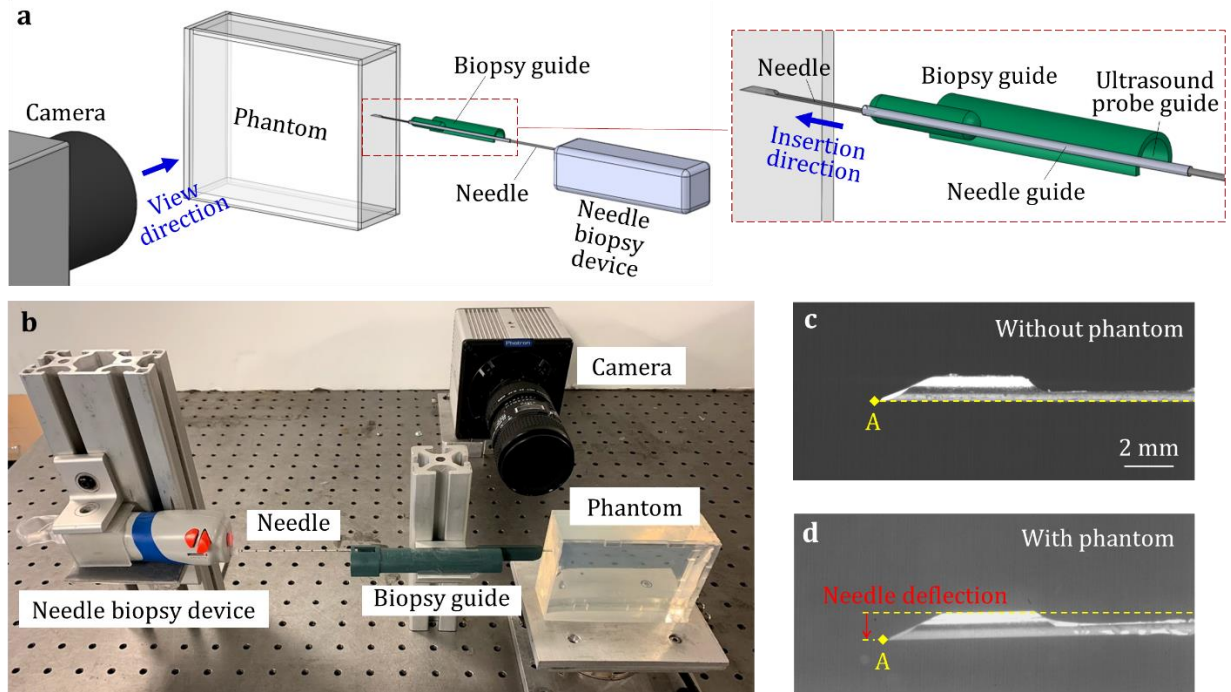 a
Camera
View
direction
Phantom
Biopsy guide
Needle
Needle
biopsy
device
Needle
Biopsy guide
Ultrasound
probe guide
Insertion
direction
Needle guide
b
Camera
Needle
Phantom
Needle biopsy device
Biopsy guide
c
Without phantom
A
2 mm
d
With phantom
Needle deflection
A